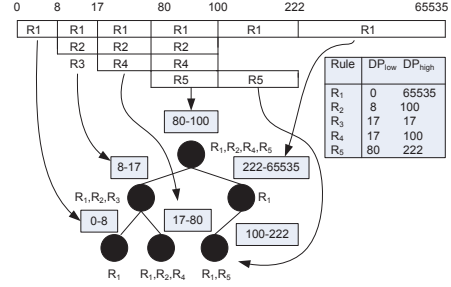 0 8 17 80 100 222 65535
R1 R1 R1 R1 R1 R1
R2 R2 R2
R3 R4 R4
R5 R5
Rule DPlow DPhigh
R1 0 65535
R2 8 100
R3 17 17
R4 17 100
R5 80 222
80-100
R1,R2,R4,R5
8-17 222-65535
R1,R2,R3 R1
0-8 17-80 100-222
R1 R1,R2,R4 R1,R5